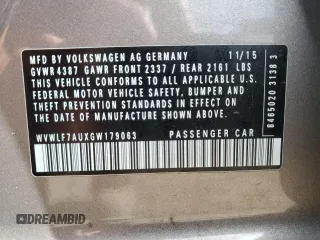 MFD BY VOLKSWAGEN AG GERMANY 11/15
GVWR 4387 GAWR FRONT 2337 / REAR 2161 LBS
THIS VEHICLE CONFORMS TO ALL APPLICABLE U.S.
FEDERAL MOTOR VEHICLE SAFETY, BUMPER AND
THEFT PREVENTION STANDARDS IN EFFECT ON THE
DATE OF MANUFACTURE SHOWN ABOVE.
WVWLF7AUXGW179063 PASSENGER CAR
8465020 3138 3
DREAMBID